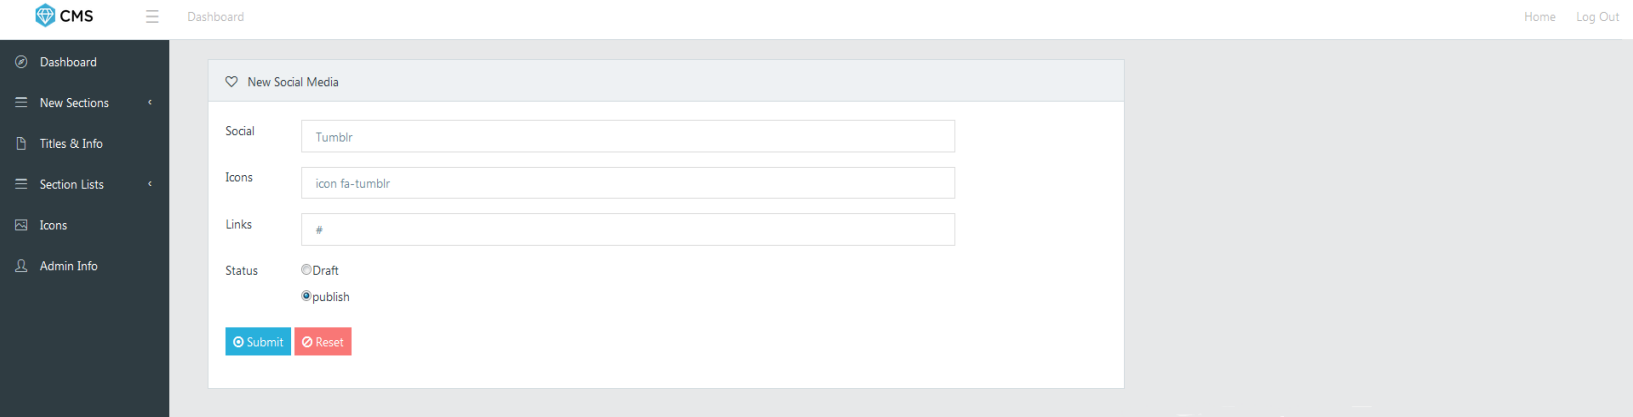 CMS
Dashboard
Home
Log Out
Dashboard
New Sections
Titles & Info
Section Lists
Icons
Admin Info
New Social Media
Social
Tumblr
Icons
icon fa-tumblr
Links
#
Status
Draft
publish
Submit
Reset